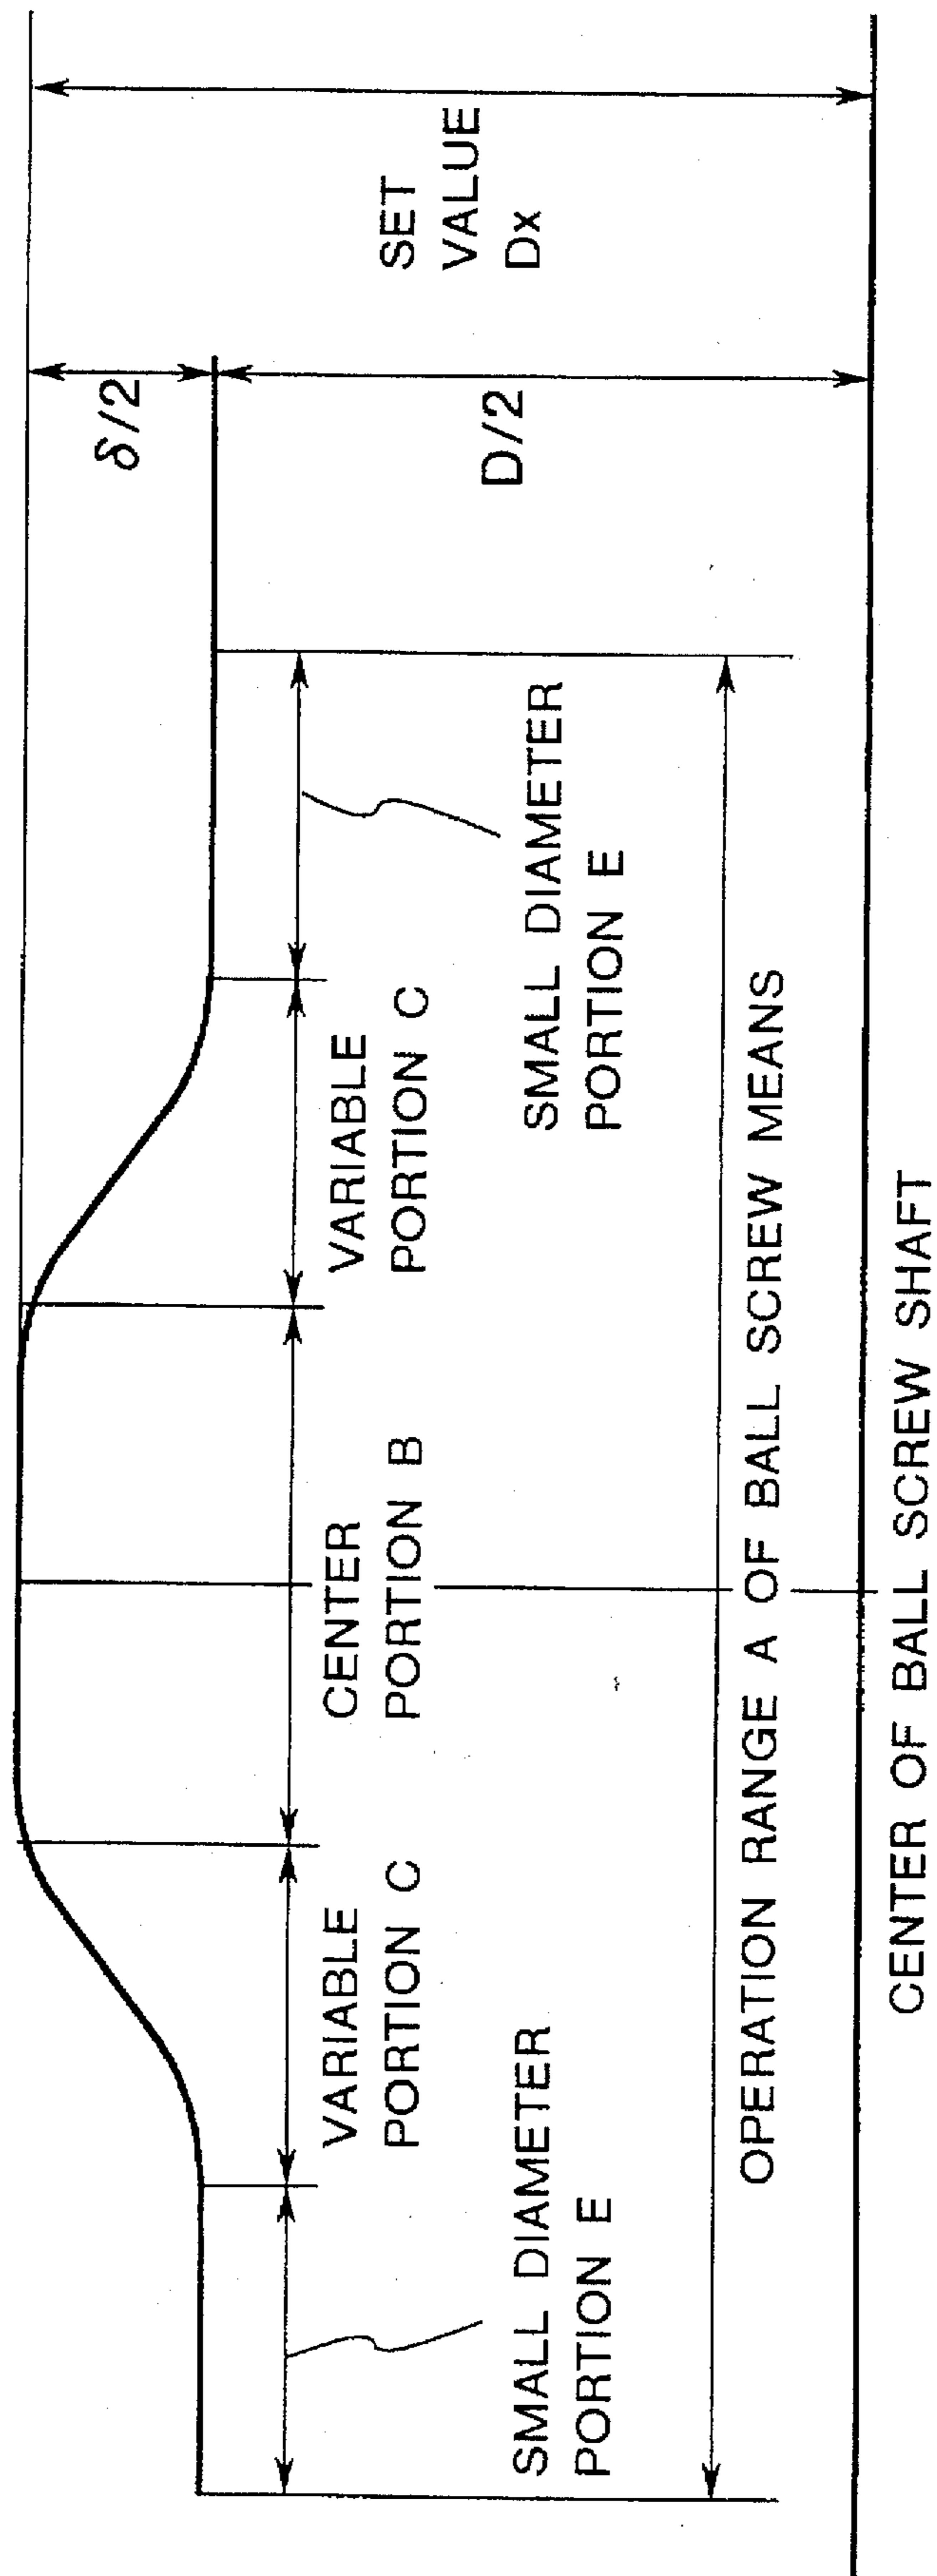 δ/2
D/2
SET
VALUE
Dx
VARIABLE
PORTION C
CENTER
PORTION B
VARIABLE
PORTION C
SMALL DIAMETER
PORTION E
SMALL DIAMETER
PORTION E
OPERATION RANGE A OF BALL SCREW MEANS
CENTER OF BALL SCREW SHAFT